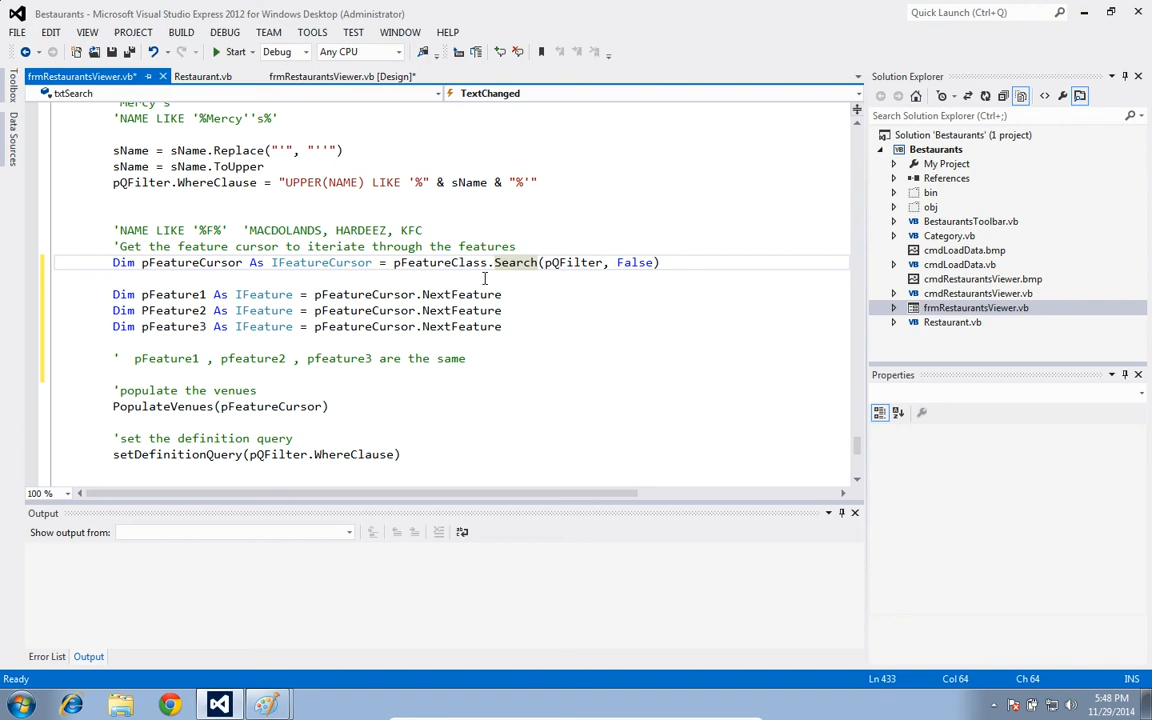 Bestaurants - Microsoft Visual Studio Express 2012 for Windows Desktop (Administrator)
Quick Launch (Ctrl+Q)
FILE EDIT VIEW PROJECT BUILD DEBUG TEAM TOOLS TEST ARCGIS WINDOW HELP
Start Debug Any CPU
Toolbox
Data Sources
frmRestaurantsViewer.vb* Restaurant.vb frmRestaurantsViewer.vb [Design]*
txtSearch TextChanged
'Mercy's
'NAME LIKE '%Mercy''s%'
sName = sName.Replace("'", "''")
sName = sName.ToUpper
pQFilter.WhereClause = "UPPER(NAME) LIKE '%" & sName & "%'"
'NAME LIKE '%F%' 'MACDOLANDS, HARDEEZ, KFC
'Get the feature cursor to iteriate through the features
Dim pFeatureCursor As IFeatureCursor = pFeatureClass.Search(pQFilter, False)
Dim pFeature1 As IFeature = pFeatureCursor.NextFeature
Dim PFeature2 As IFeature = pFeatureCursor.NextFeature
Dim pFeature3 As IFeature = pFeatureCursor.NextFeature
' pFeature1 , pfeature2 , pfeature3 are the same
'populate the venues
PopulateVenues(pFeatureCursor)
'set the definition query
setDefinitionQuery(pQFilter.WhereClause)
100 %
Output
Show output from:
Error List Output
Solution Explorer
Search Solution Explorer (Ctrl+;)
Solution 'Bestaurants' (1 project)
Bestaurants
My Project
References
bin
obj
BestaurantsToolbar.vb
Category.vb
cmdLoadData.bmp
cmdLoadData.vb
cmdRestaurantsViewer.bmp
cmdRestaurantsViewer.vb
frmRestaurantsViewer.vb
Restaurant.vb
Properties
Ready Ln 433 Col 64 Ch 64 INS
5:48 PM
11/29/2014